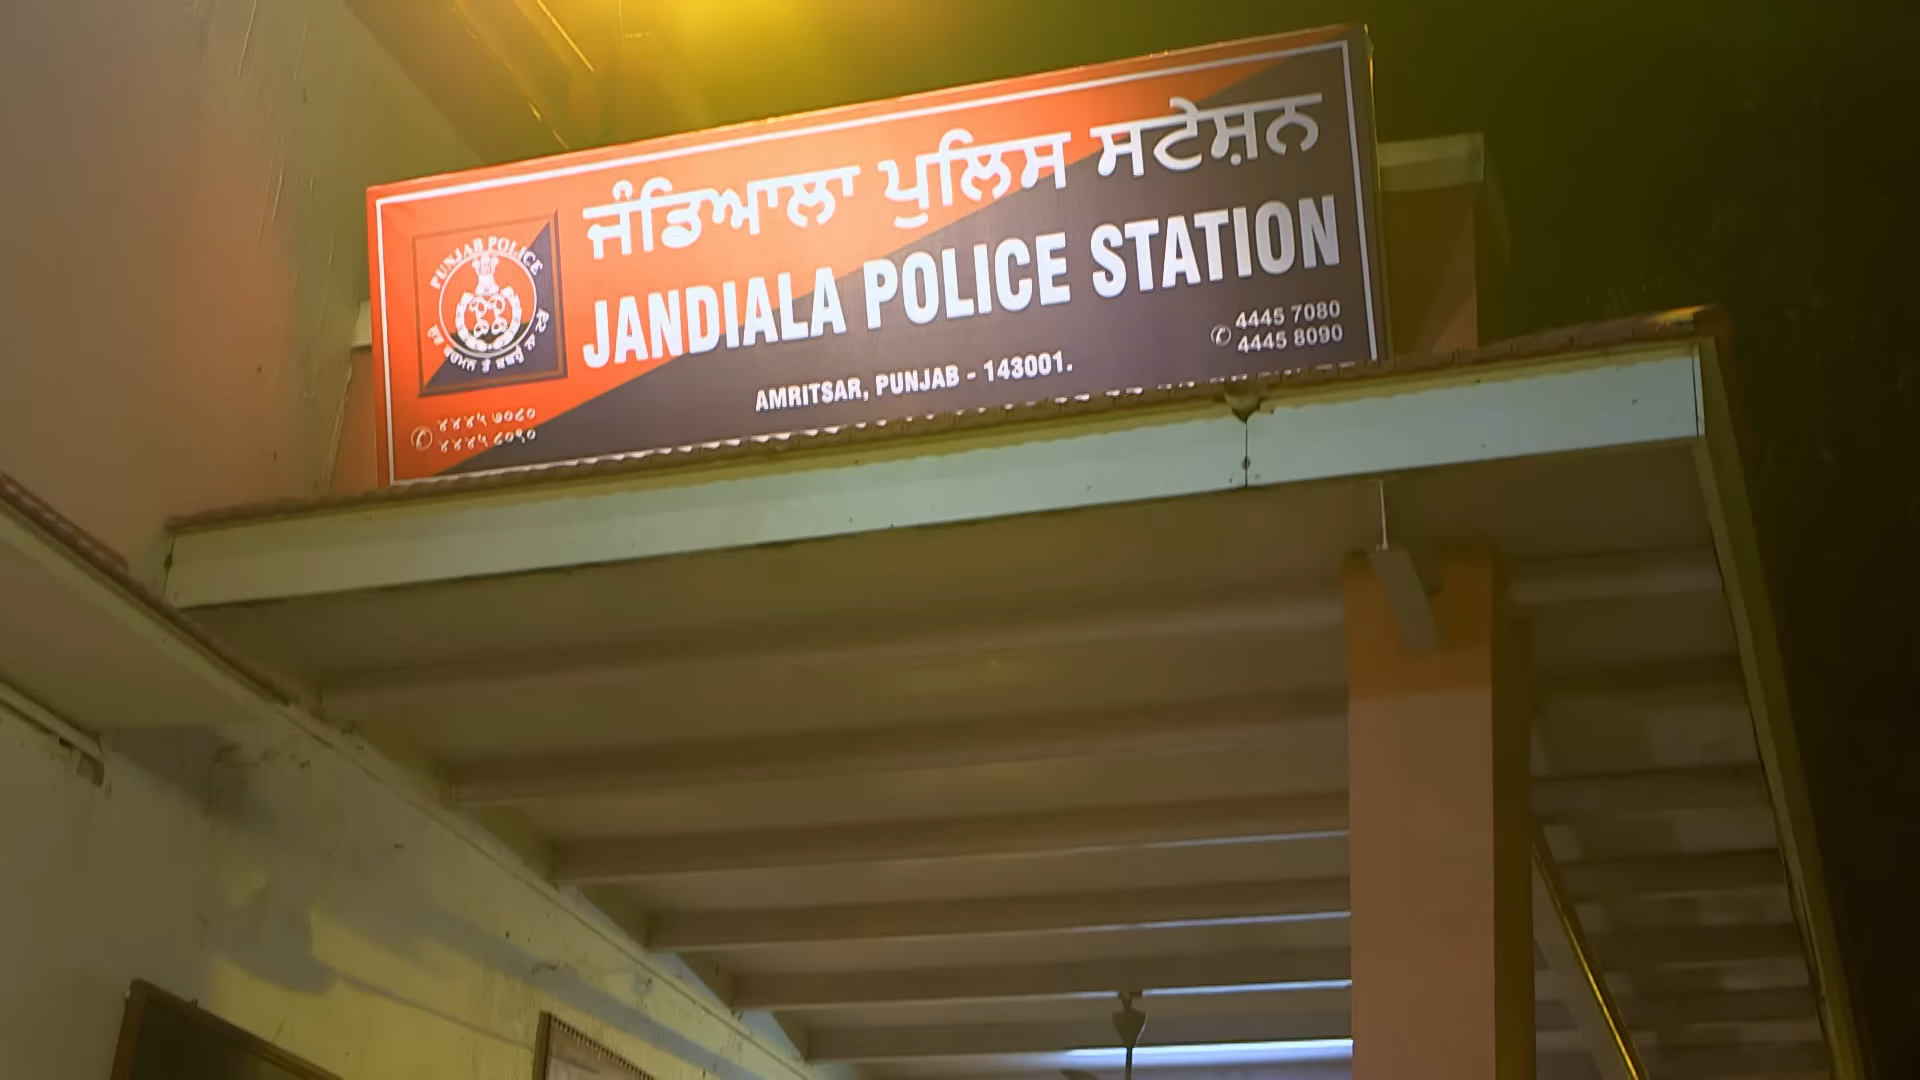 ਜੰਡਿਆਲਾ ਪੁਲਿਸ ਸਟੇਸ਼ਨ
JANDIALA POLICE STATION
AMRITSAR, PUNJAB - 143001.
4445 7080
4445 8090
PUNJAB POLICE
੪੪੪੫ ੭੦੮੦
੪੪੪੫ ੮੦੯੦